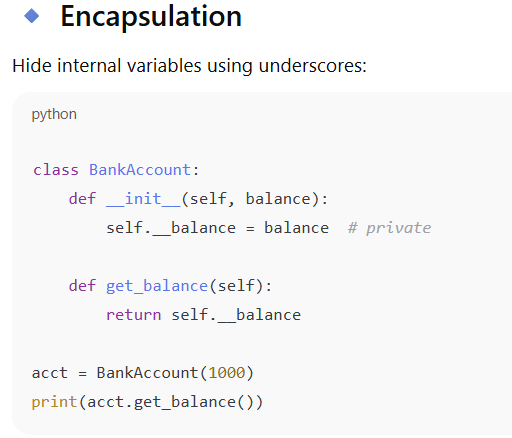 Encapsulation
Hide internal variables using underscores:
python
class BankAccount:
    def __init__(self, balance):
        self.__balance = balance  # private
    def get_balance(self):
        return self.__balance
acct = BankAccount(1000)
print(acct.get_balance())